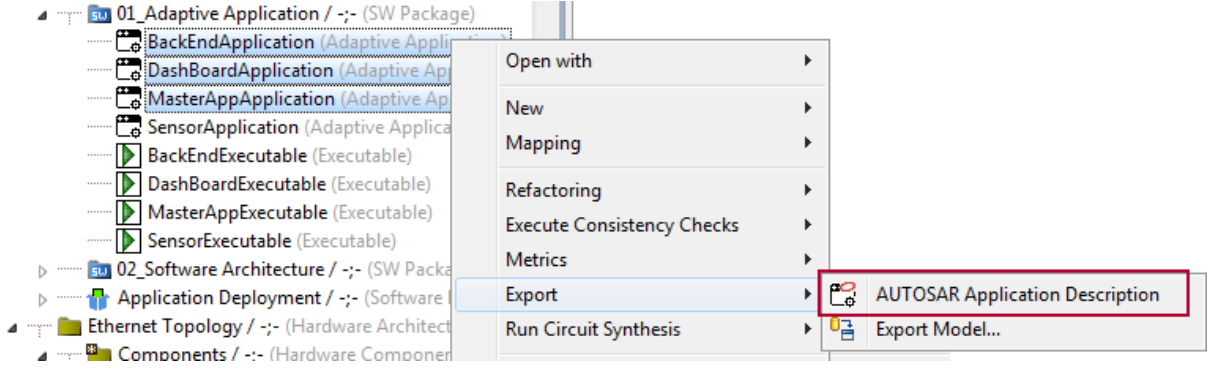 01_Adaptive Application / -;- (SW Package)
BackEndApplication (Adaptive Application)
DashBoardApplication (Adaptive Ap
MasterAppApplication (Adaptive Ap
SensorApplication (Adaptive Applica
BackEndExecutable (Executable)
DashBoardExecutable (Executable)
MasterAppExecutable (Executable)
SensorExecutable (Executable)
02_Software Architecture / -;- (SW Packa
Application Deployment / -;- (Software
Ethernet Topology / -;- (Hardware Architect
Components / -;- (Hardware Componen
Open with
New
Mapping
Refactoring
Execute Consistency Checks
Metrics
Export
Run Circuit Synthesis
AUTOSAR Application Description
Export Model...